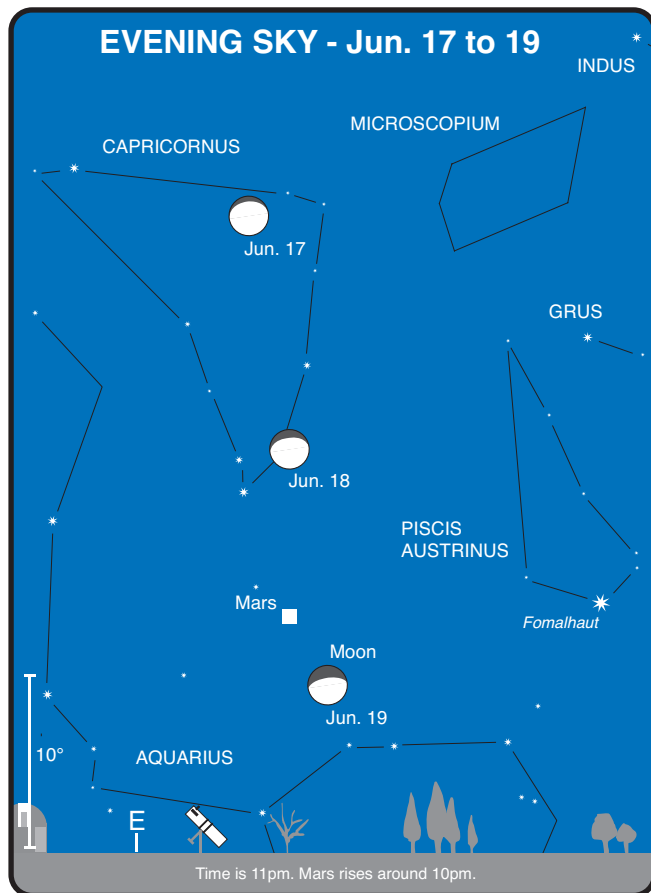 EVENING SKY - Jun. 17 to 19
INDUS
MICROSCOPIUM
CAPRICORNUS
Jun. 17
GRUS
Jun. 18
PISCIS
AUSTRINUS
Mars
Fomalhaut
Moon
Jun. 19
10°
AQUARIUS
E
Time is 11pm. Mars rises around 10pm.